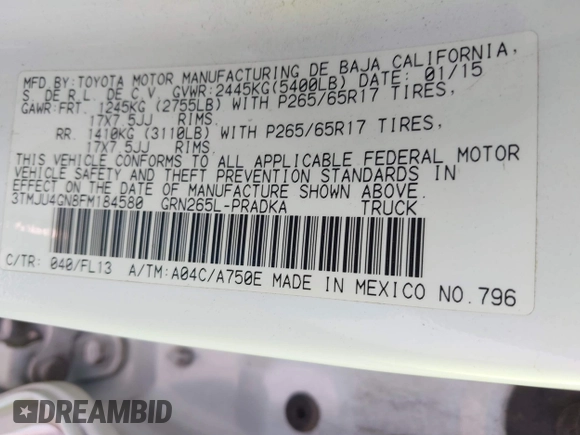 MFD.BY:TOYOTA MOTOR MANUFACTURING DE BAJA CALIFORNIA,
S. DE R.L. DE C.V. GVWR:2445KG(5400LB) DATE: 01/15
GAWR:FRT. 1245KG (2755LB) WITH P265/65R17 TIRES,
17X7.5JJ RIMS.
RR. 1410KG (3110LB) WITH P265/65R17 TIRES,
17X7.5JJ RIMS.
THIS VEHICLE CONFORMS TO ALL APPLICABLE FEDERAL MOTOR
VEHICLE SAFETY AND THEFT PREVENTION STANDARDS IN
EFFECT ON THE DATE OF MANUFACTURE SHOWN ABOVE.
3TMJU4GN8FM184580 GRN265L-PRADKA TRUCK
C/TR: 040/FL13 A/TM:A04C/A750E MADE IN MEXICO NO.796
DREAMBID